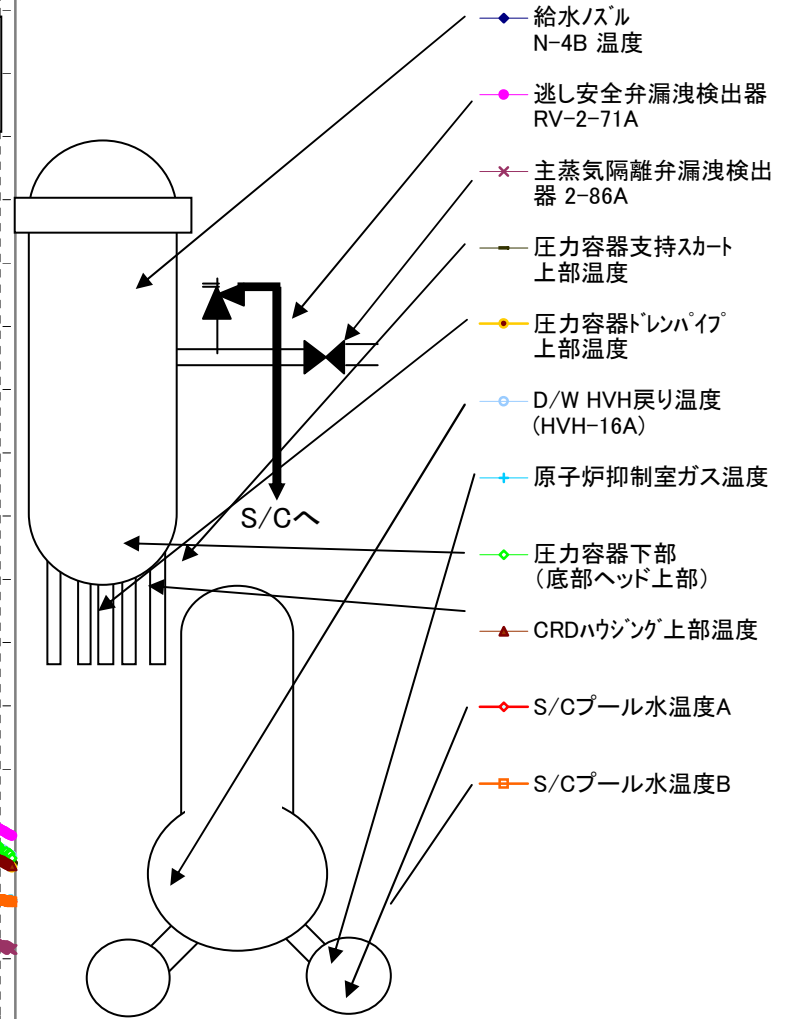 給水ﾉｽﾞﾙ
N-4B 温度
逃し安全弁漏洩検出器
RV-2-71A
主蒸気隔離弁漏洩検出
器 2-86A
圧力容器支持ｽｶｰﾄ
上部温度
圧力容器ﾄﾞﾚﾝﾊﾟｲﾌﾟ
上部温度
D/W HVH戻り温度
(HVH-16A)
原子炉抑制室ガス温度
S/Cへ
圧力容器下部
（底部ヘッド上部）
CRDﾊｳｼﾞﾝｸﾞ上部温度
S/Cプール水温度A
S/Cプール水温度B